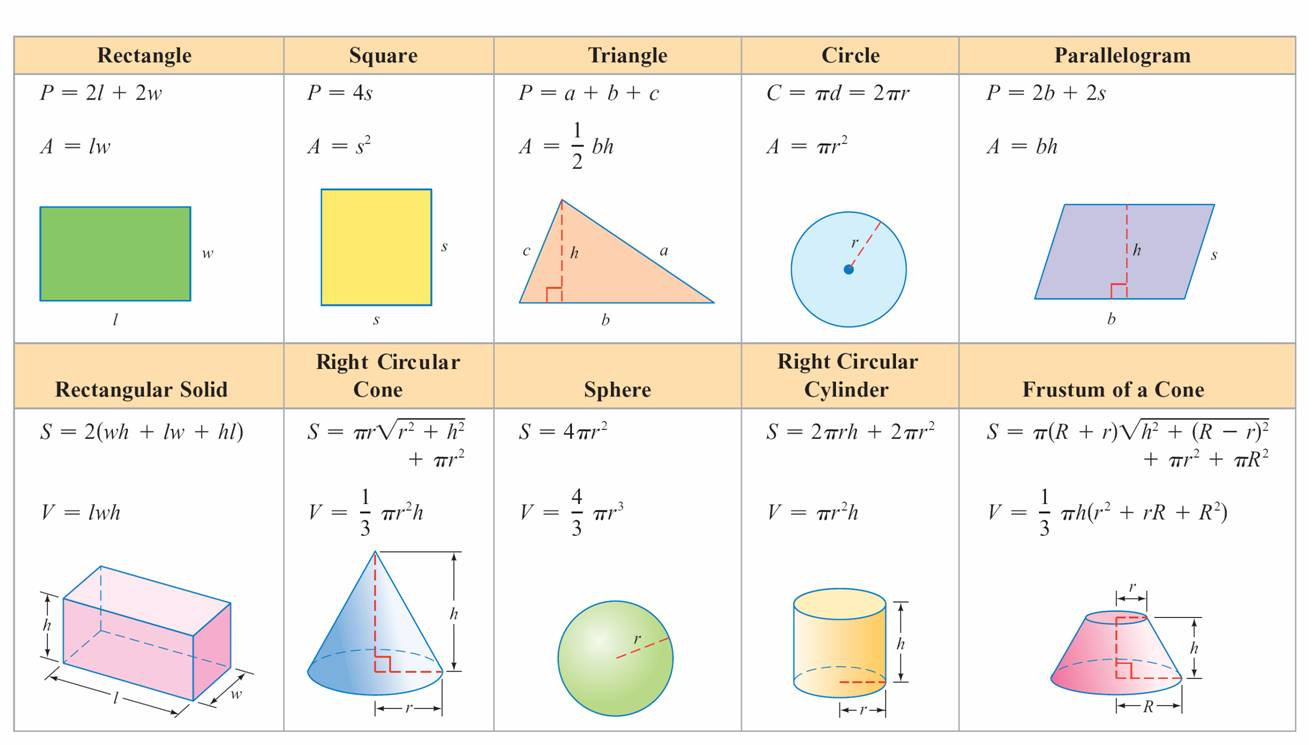 Rectangle
P = 2l + 2w
A = lw
w
l
Square
P = 4s
A = s²
s
s
Triangle
P = a + b + c
A = 1/2 bh
c
h
a
b
Circle
C = πd = 2πr
A = πr²
r
Parallelogram
P = 2b + 2s
A = bh
h
s
b
Rectangular Solid
S = 2(wh + lw + hl)
V = lwh
h
l
w
Right Circular
Cone
S = πr√(r² + h²)
+ πr²
V = 1/3 πr²h
h
r
Sphere
S = 4πr²
V = 4/3 πr³
r
Right Circular
Cylinder
S = 2πrh + 2πr²
V = πr²h
h
r
Frustum of a Cone
S = π(R + r)√(h² + (R − r)²)
+ πr² + πR²
V = 1/3 πh(r² + rR + R²)
r
h
R